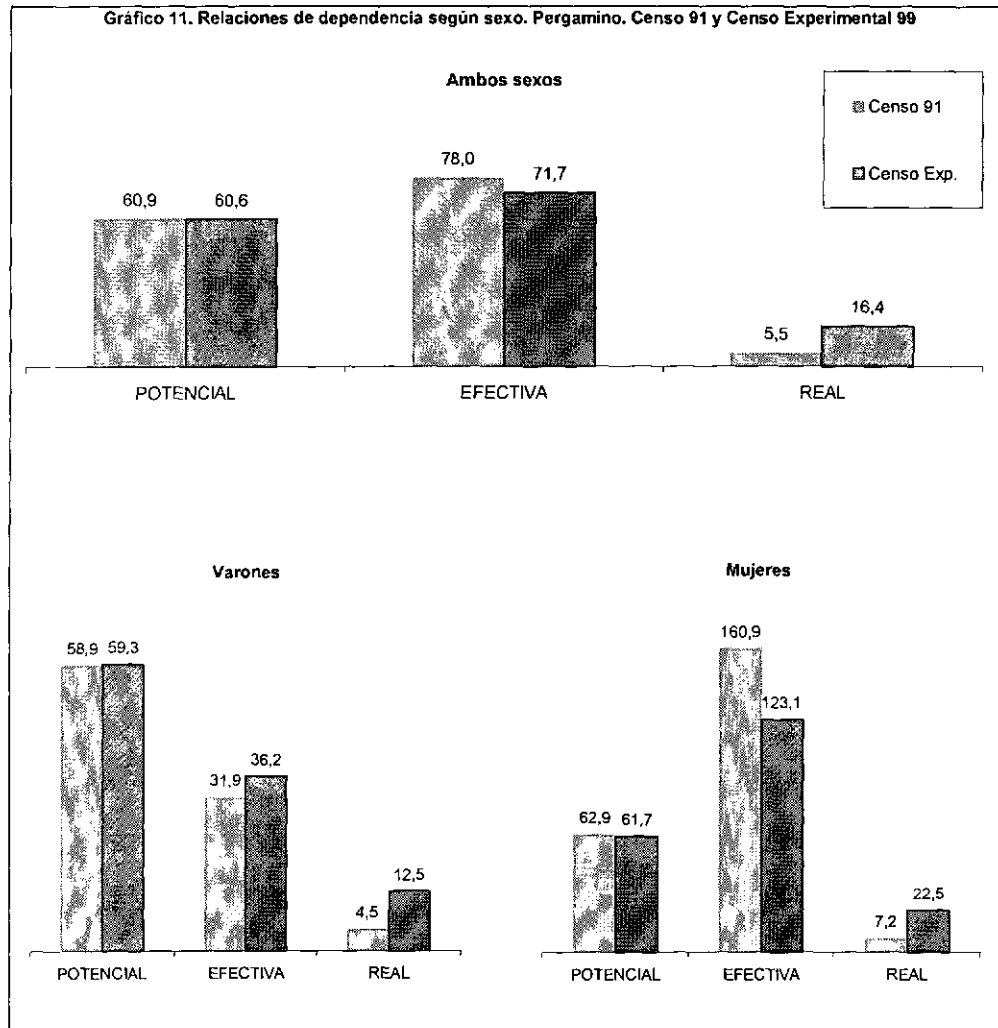 Gráfico 11. Relaciones de dependencia según sexo. Pergamino. Censo 91 y Censo Experimental 99
Ambos sexos
Censo 91
Censo Exp.
60,9 60,6 78,0 71,7 5,5 16,4
POTENCIAL EFECTIVA REAL
Varones
58,9 59,3 31,9 36,2 4,5 12,5
POTENCIAL EFECTIVA REAL
Mujeres
62,9 61,7 160,9 123,1 7,2 22,5
POTENCIAL EFECTIVA REAL